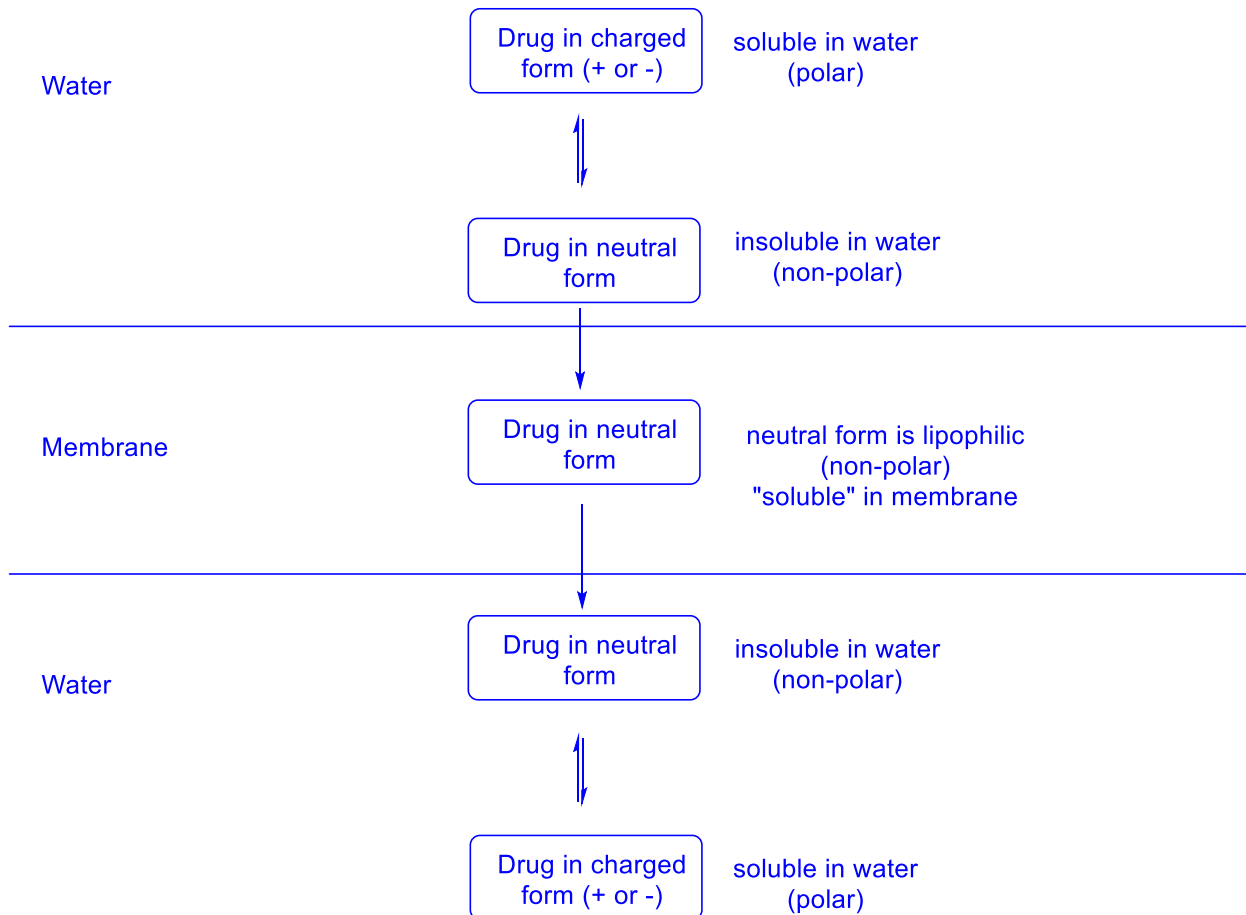 Drug in charged
form (+ or -)
soluble in water
(polar)
Water
Drug in neutral
form
insoluble in water
(non-polar)
Membrane
Drug in neutral
form
neutral form is lipophilic
(non-polar)
"soluble" in membrane
Water
Drug in neutral
form
insoluble in water
(non-polar)
Drug in charged
form (+ or -)
soluble in water
(polar)